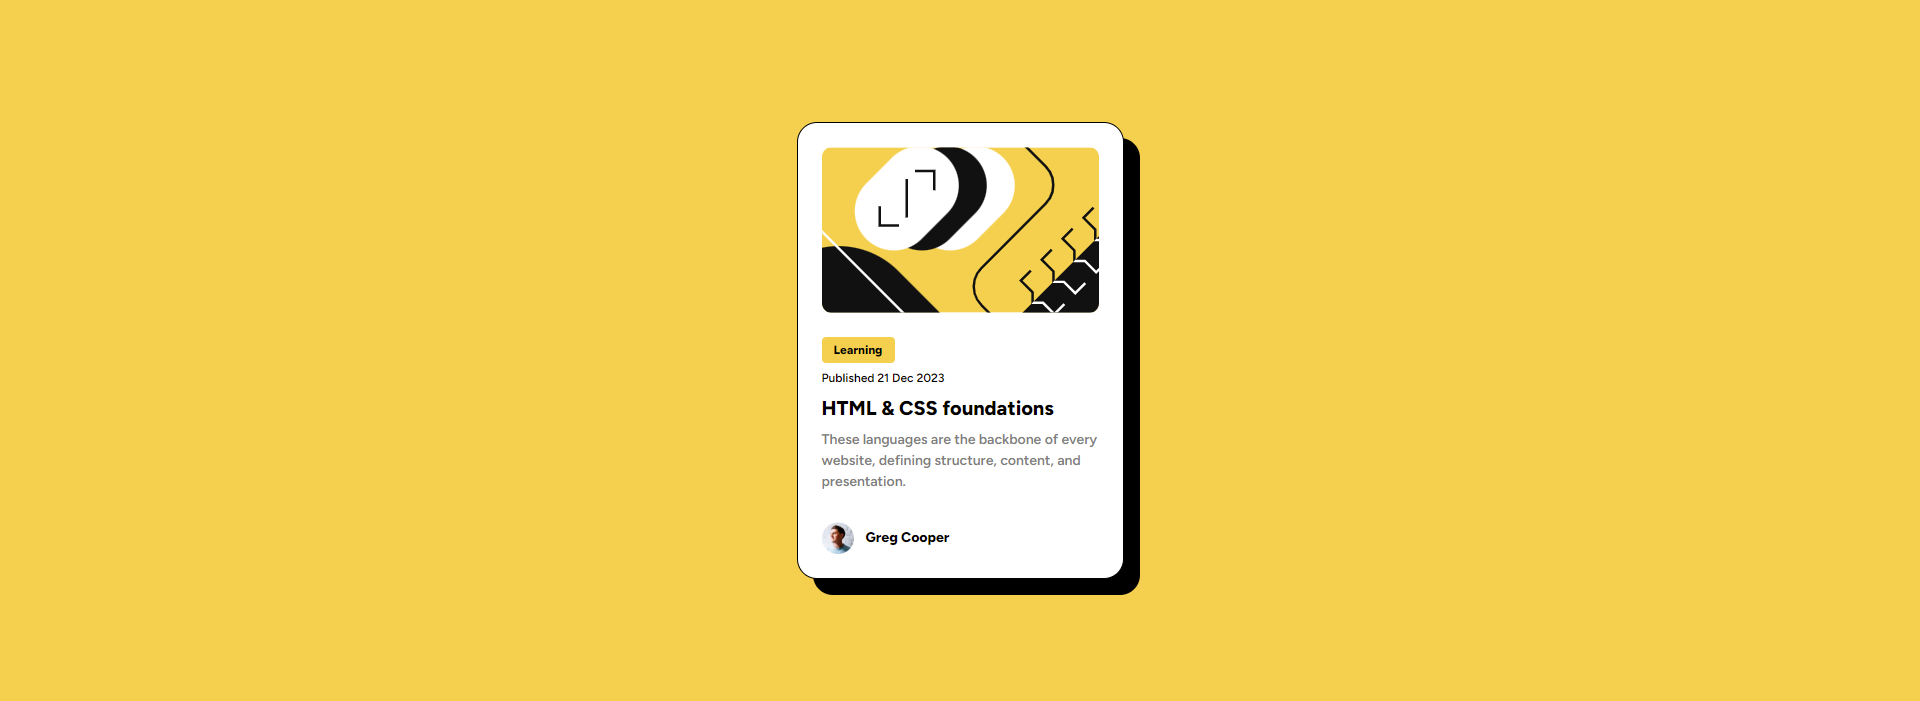 Learning
Published 21 Dec 2023
HTML & CSS foundations
These languages are the backbone of every
website, defining structure, content, and
presentation.
Greg Cooper